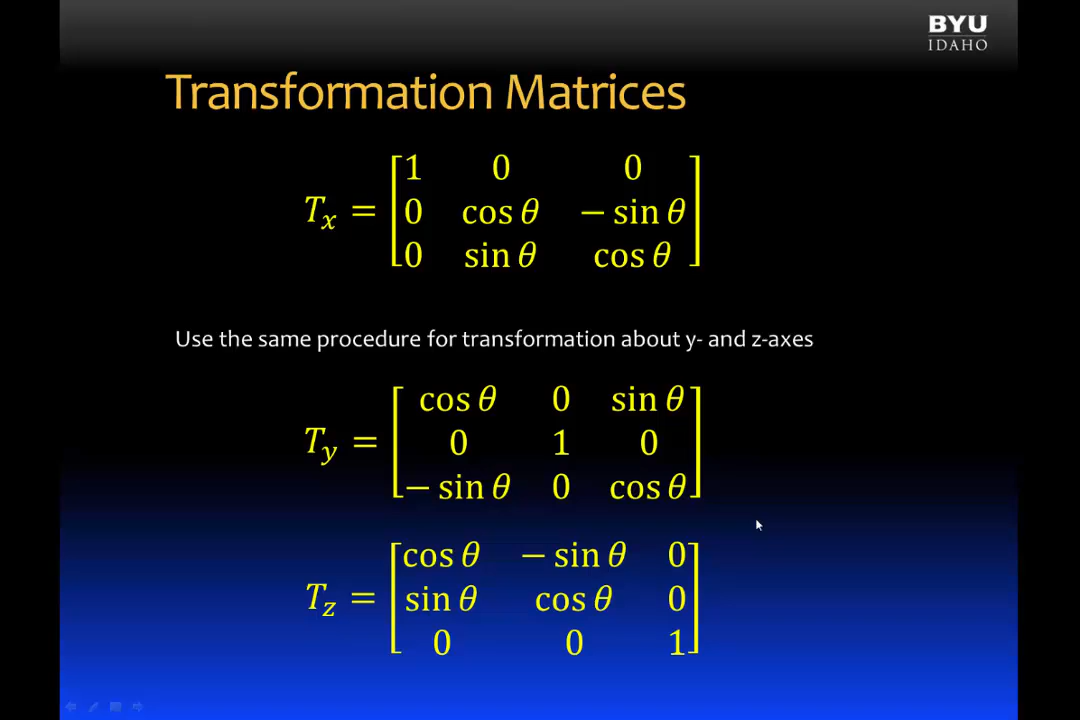 BYU
IDAHO
Transformation Matrices
1 0 0
T_x = 0 cos θ − sin θ
0 sin θ cos θ
Use the same procedure for transformation about y- and z-axes
cos θ 0 sin θ
T_y = 0 1 0
− sin θ 0 cos θ
cos θ − sin θ 0
T_z = sin θ cos θ 0
0 0 1